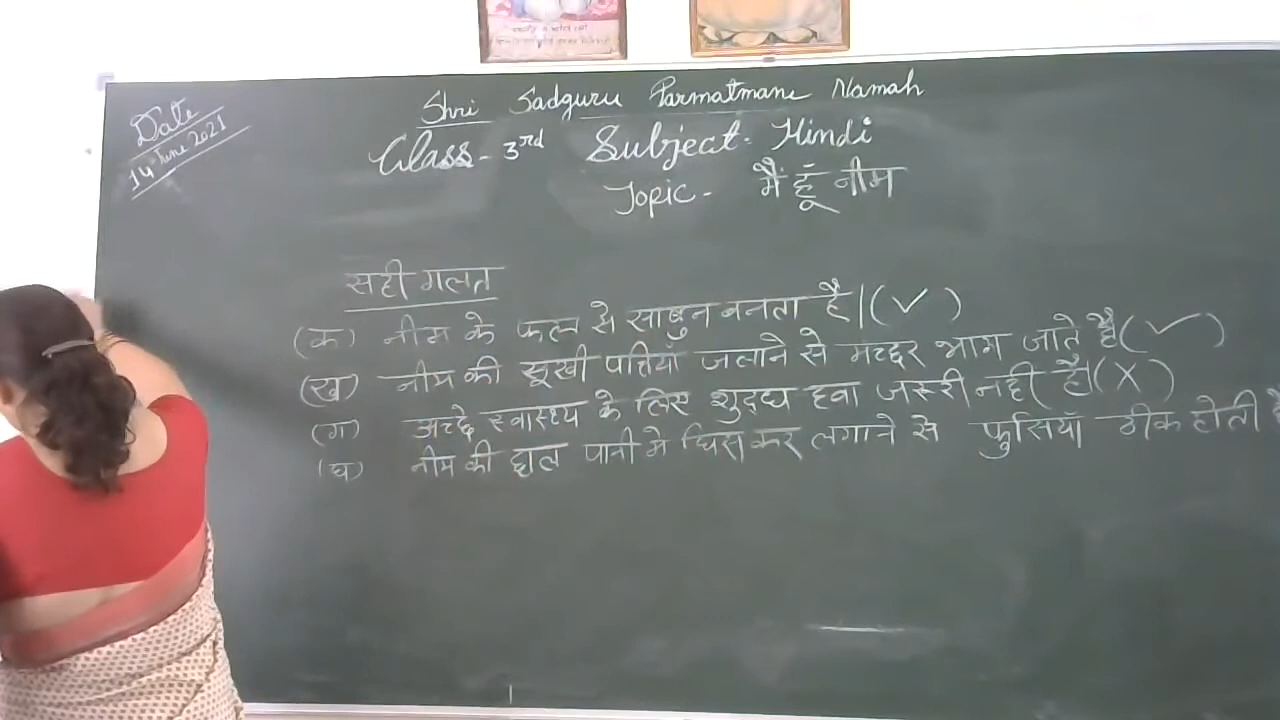 Date
14 June 2021
Shri Sadguru Parmatmane Namah
Class - 3rd Subject - Hindi
Topic - मैं हूँ नीम
सही गलत
(क) नीम के फल से साबुन बनता है। (✓)
(ख) नीम की सूखी पत्तियाँ जलाने से मच्छर भाग जाते है (✓)
(ग) अच्छे स्वास्थ्य के लिए शुद्ध हवा जरूरी नहीं है। (X)
(घ) नीम की छाल पानी मे घिस कर लगाने से फुंसियाँ ठीक होती है